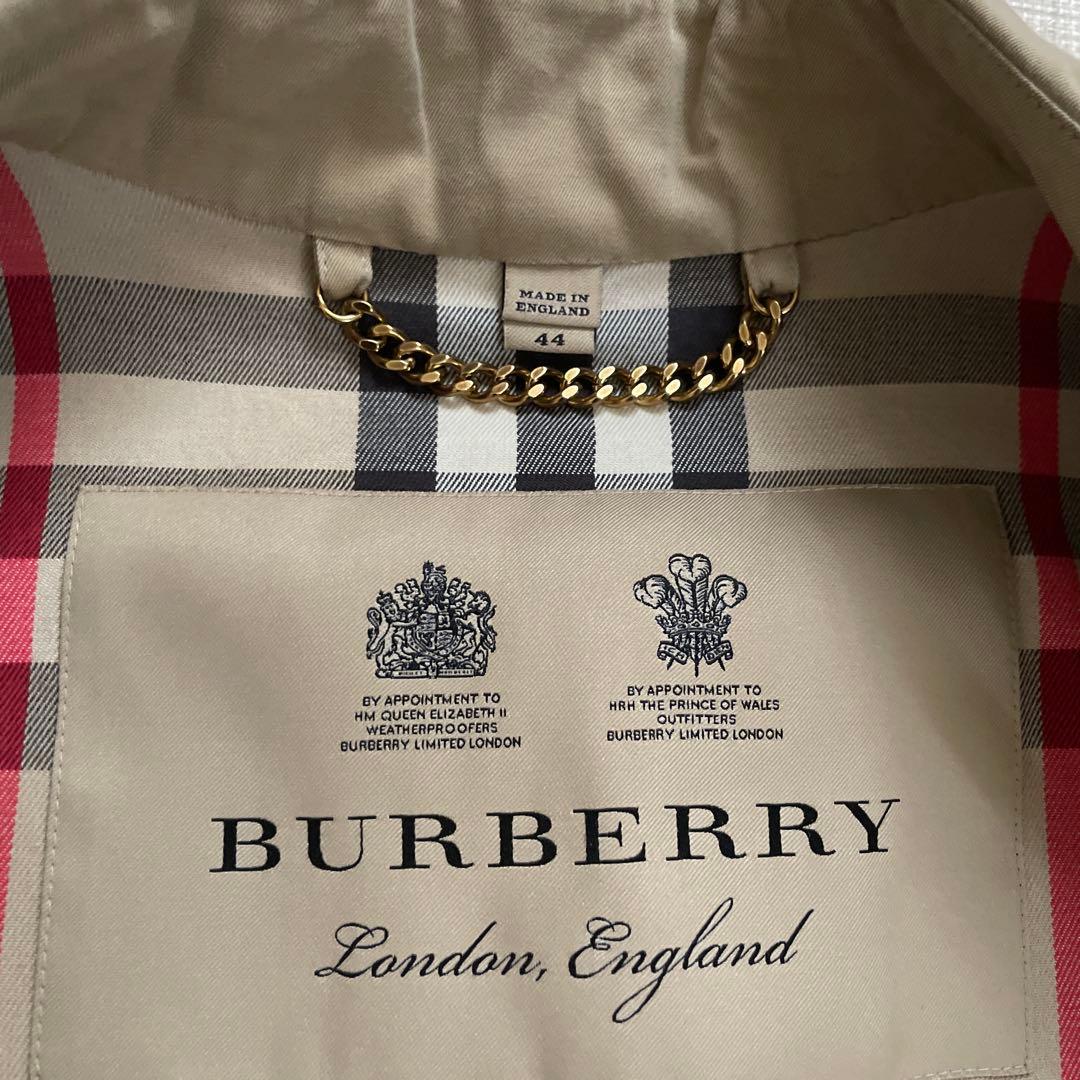 MADE IN
ENGLAND
44
BY APPOINTMENT TO
HM QUEEN ELIZABETH II
WEATHERPROOFERS
BURBERRY LIMITED LONDON
BY APPOINTMENT TO
HRH THE PRINCE OF WALES
OUTFITTERS
BURBERRY LIMITED LONDON
BURBERRY
London, England